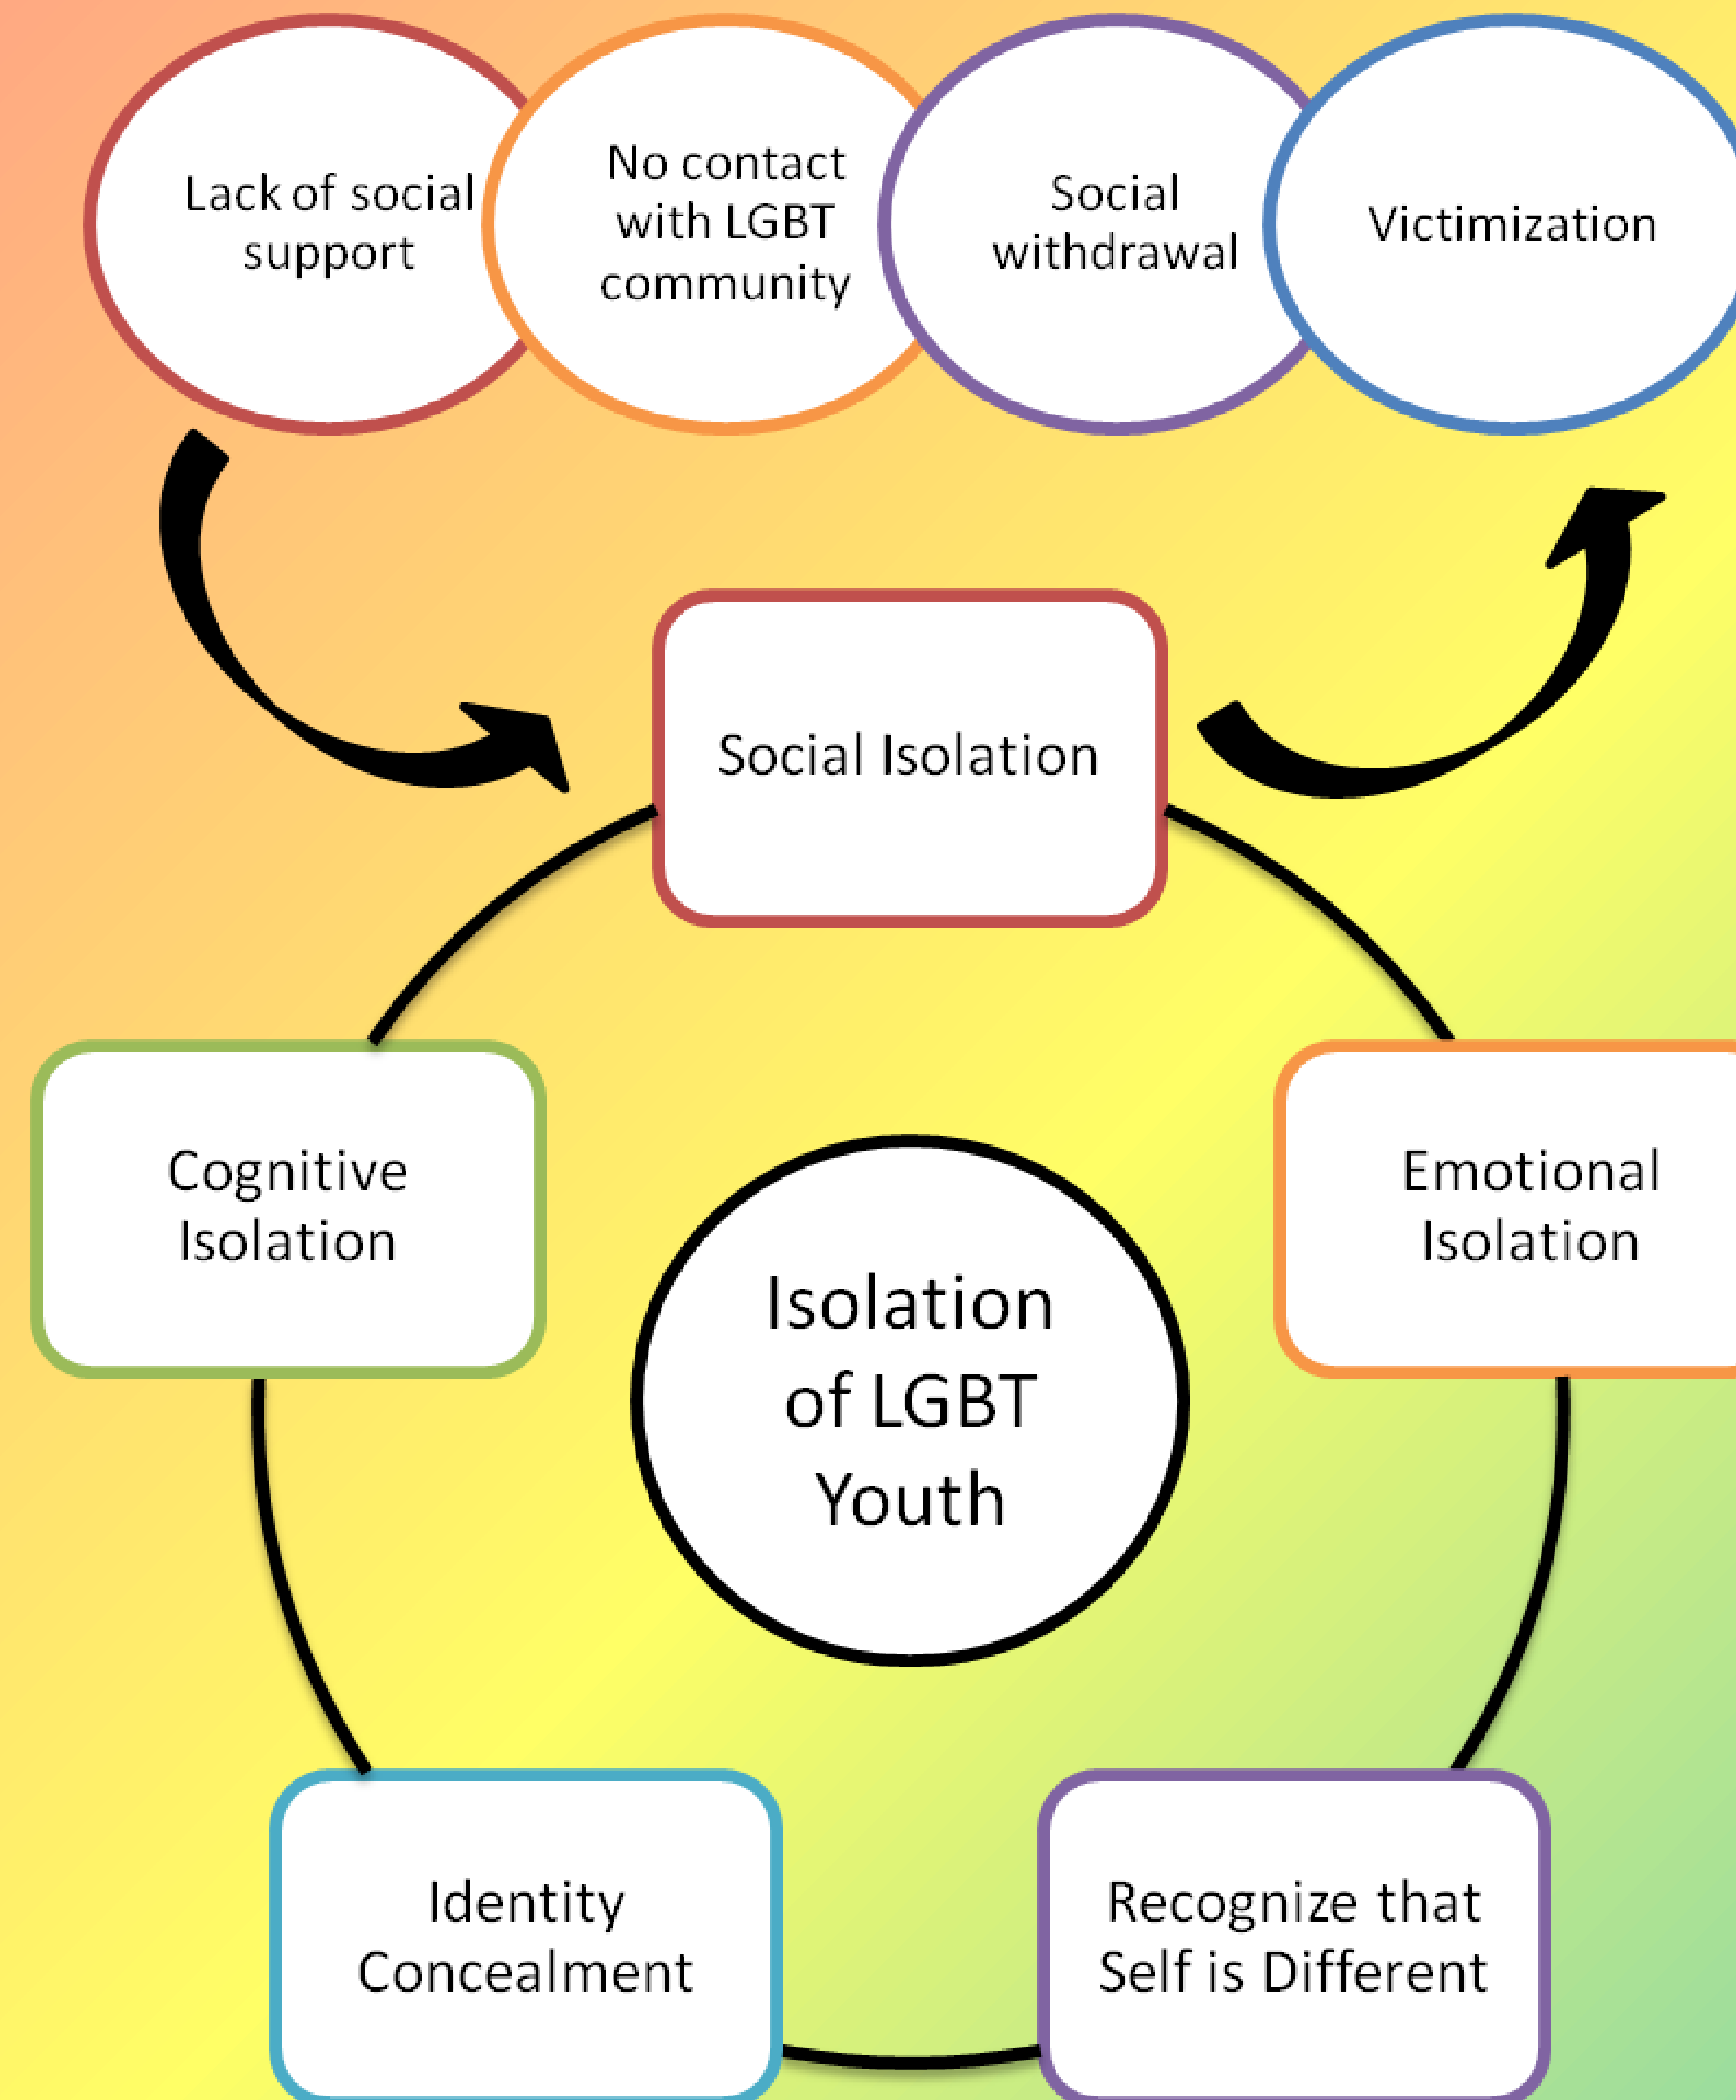 Lack of social
support
No contact
with LGBT
community
Social
withdrawal
Victimization
Social Isolation
Cognitive
Isolation
Emotional
Isolation
Isolation
of LGBT
Youth
Identity
Concealment
Recognize that
Self is Different